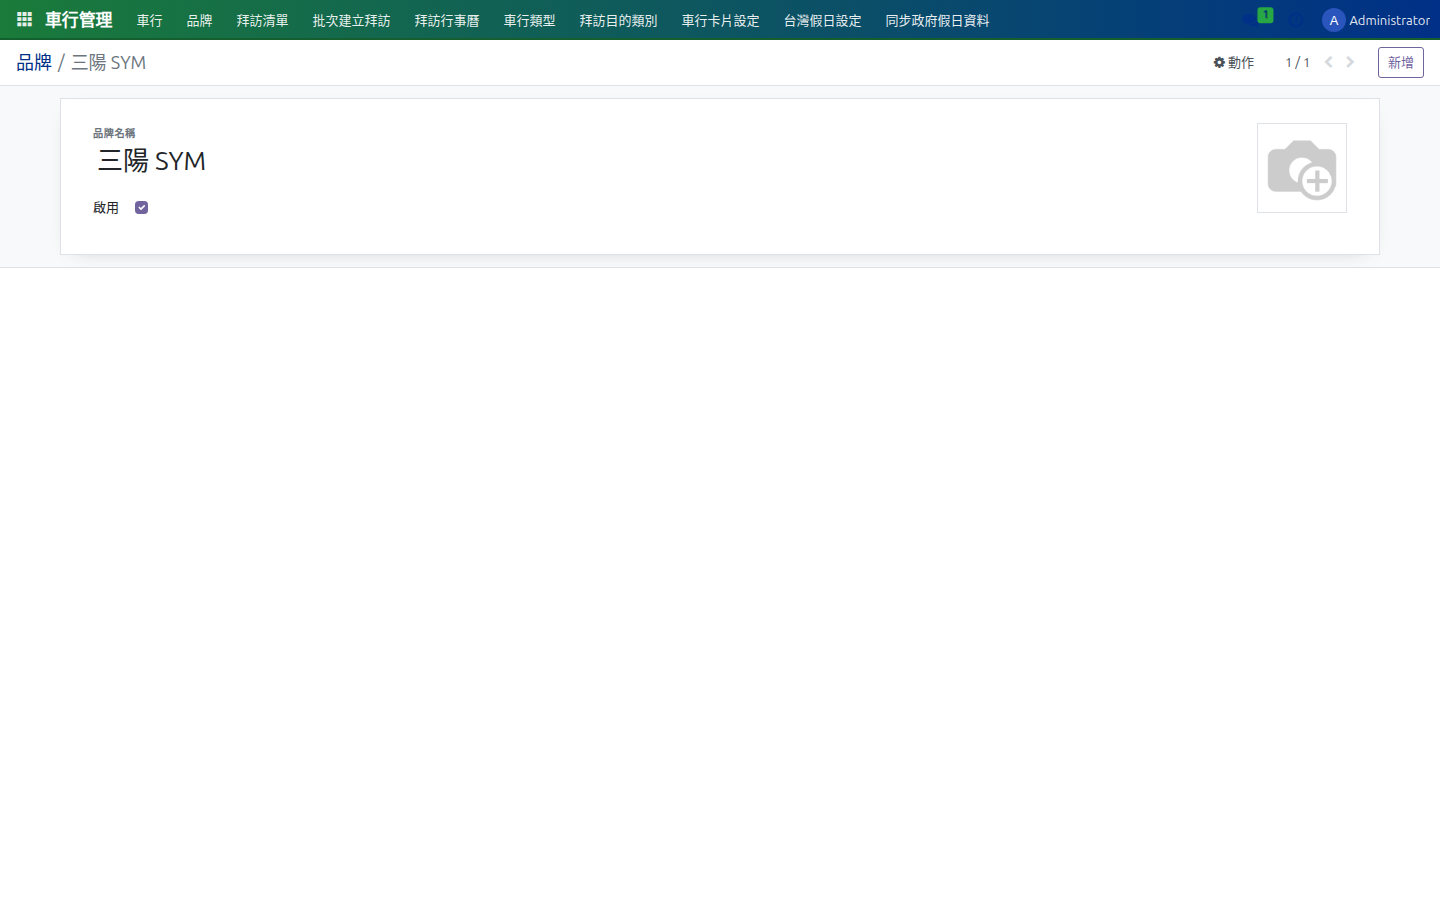 車行管理 車行 品牌 拜訪清單 批次建立拜訪 拜訪行事曆 車行類型 拜訪目的類別 車行卡片設定 台灣假日設定 同步政府假日資料 1 A Administrator
品牌 / 三陽 SYM 動作 1 / 1 新增
品牌名稱
三陽 SYM
啟用